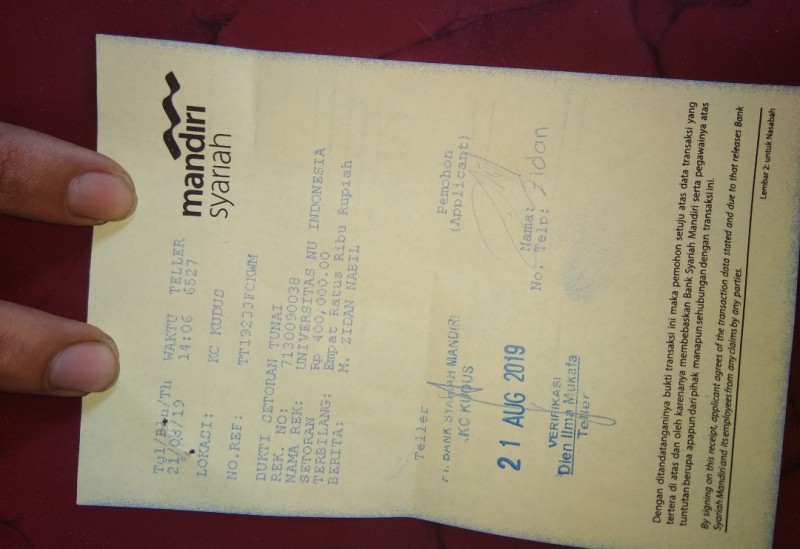 mandiri
syariah
Tgl/Bln/Th WAKTU TELLER
21/08/19 14:06 6527
LOKASI: KC KUDUS
NO.REF: TT19233FCKWM
BUKTI SETORAN TUNAI
REK. NO: 7130090038
NAMA REK: UNIVERSITAS NU INDONESIA
SETORAN Rp 400,000.00
TERBILANG: Empat Ratus Ribu Rupiah
BERITA: M. ZIDAN NABIL
Teller Pemohon
(Applicant)
PT. BANK SYARIAH MANDIRI
KC KUDUS
21 AUG 2019
Nama: Zidan
No. Telp:
VERIFIKASI
Dien Ilma Mukafa
Teller
Dengan ditandatanganinya bukti transaksi ini maka pemohon setuju atas data transaksi yang
tertera di atas dan oleh karenanya membebaskan Bank Syariah Mandiri serta pegawainya atas
tuntutan berupa apapun dari pihak manapun sehubungan dengan transaksi ini.
By signing on this receipt, applicant agrees of the transaction data stated and due to that releases Bank
Syariah Mandiri and its employees from any claims by any parties.
Lembar 2: untuk Nasabah